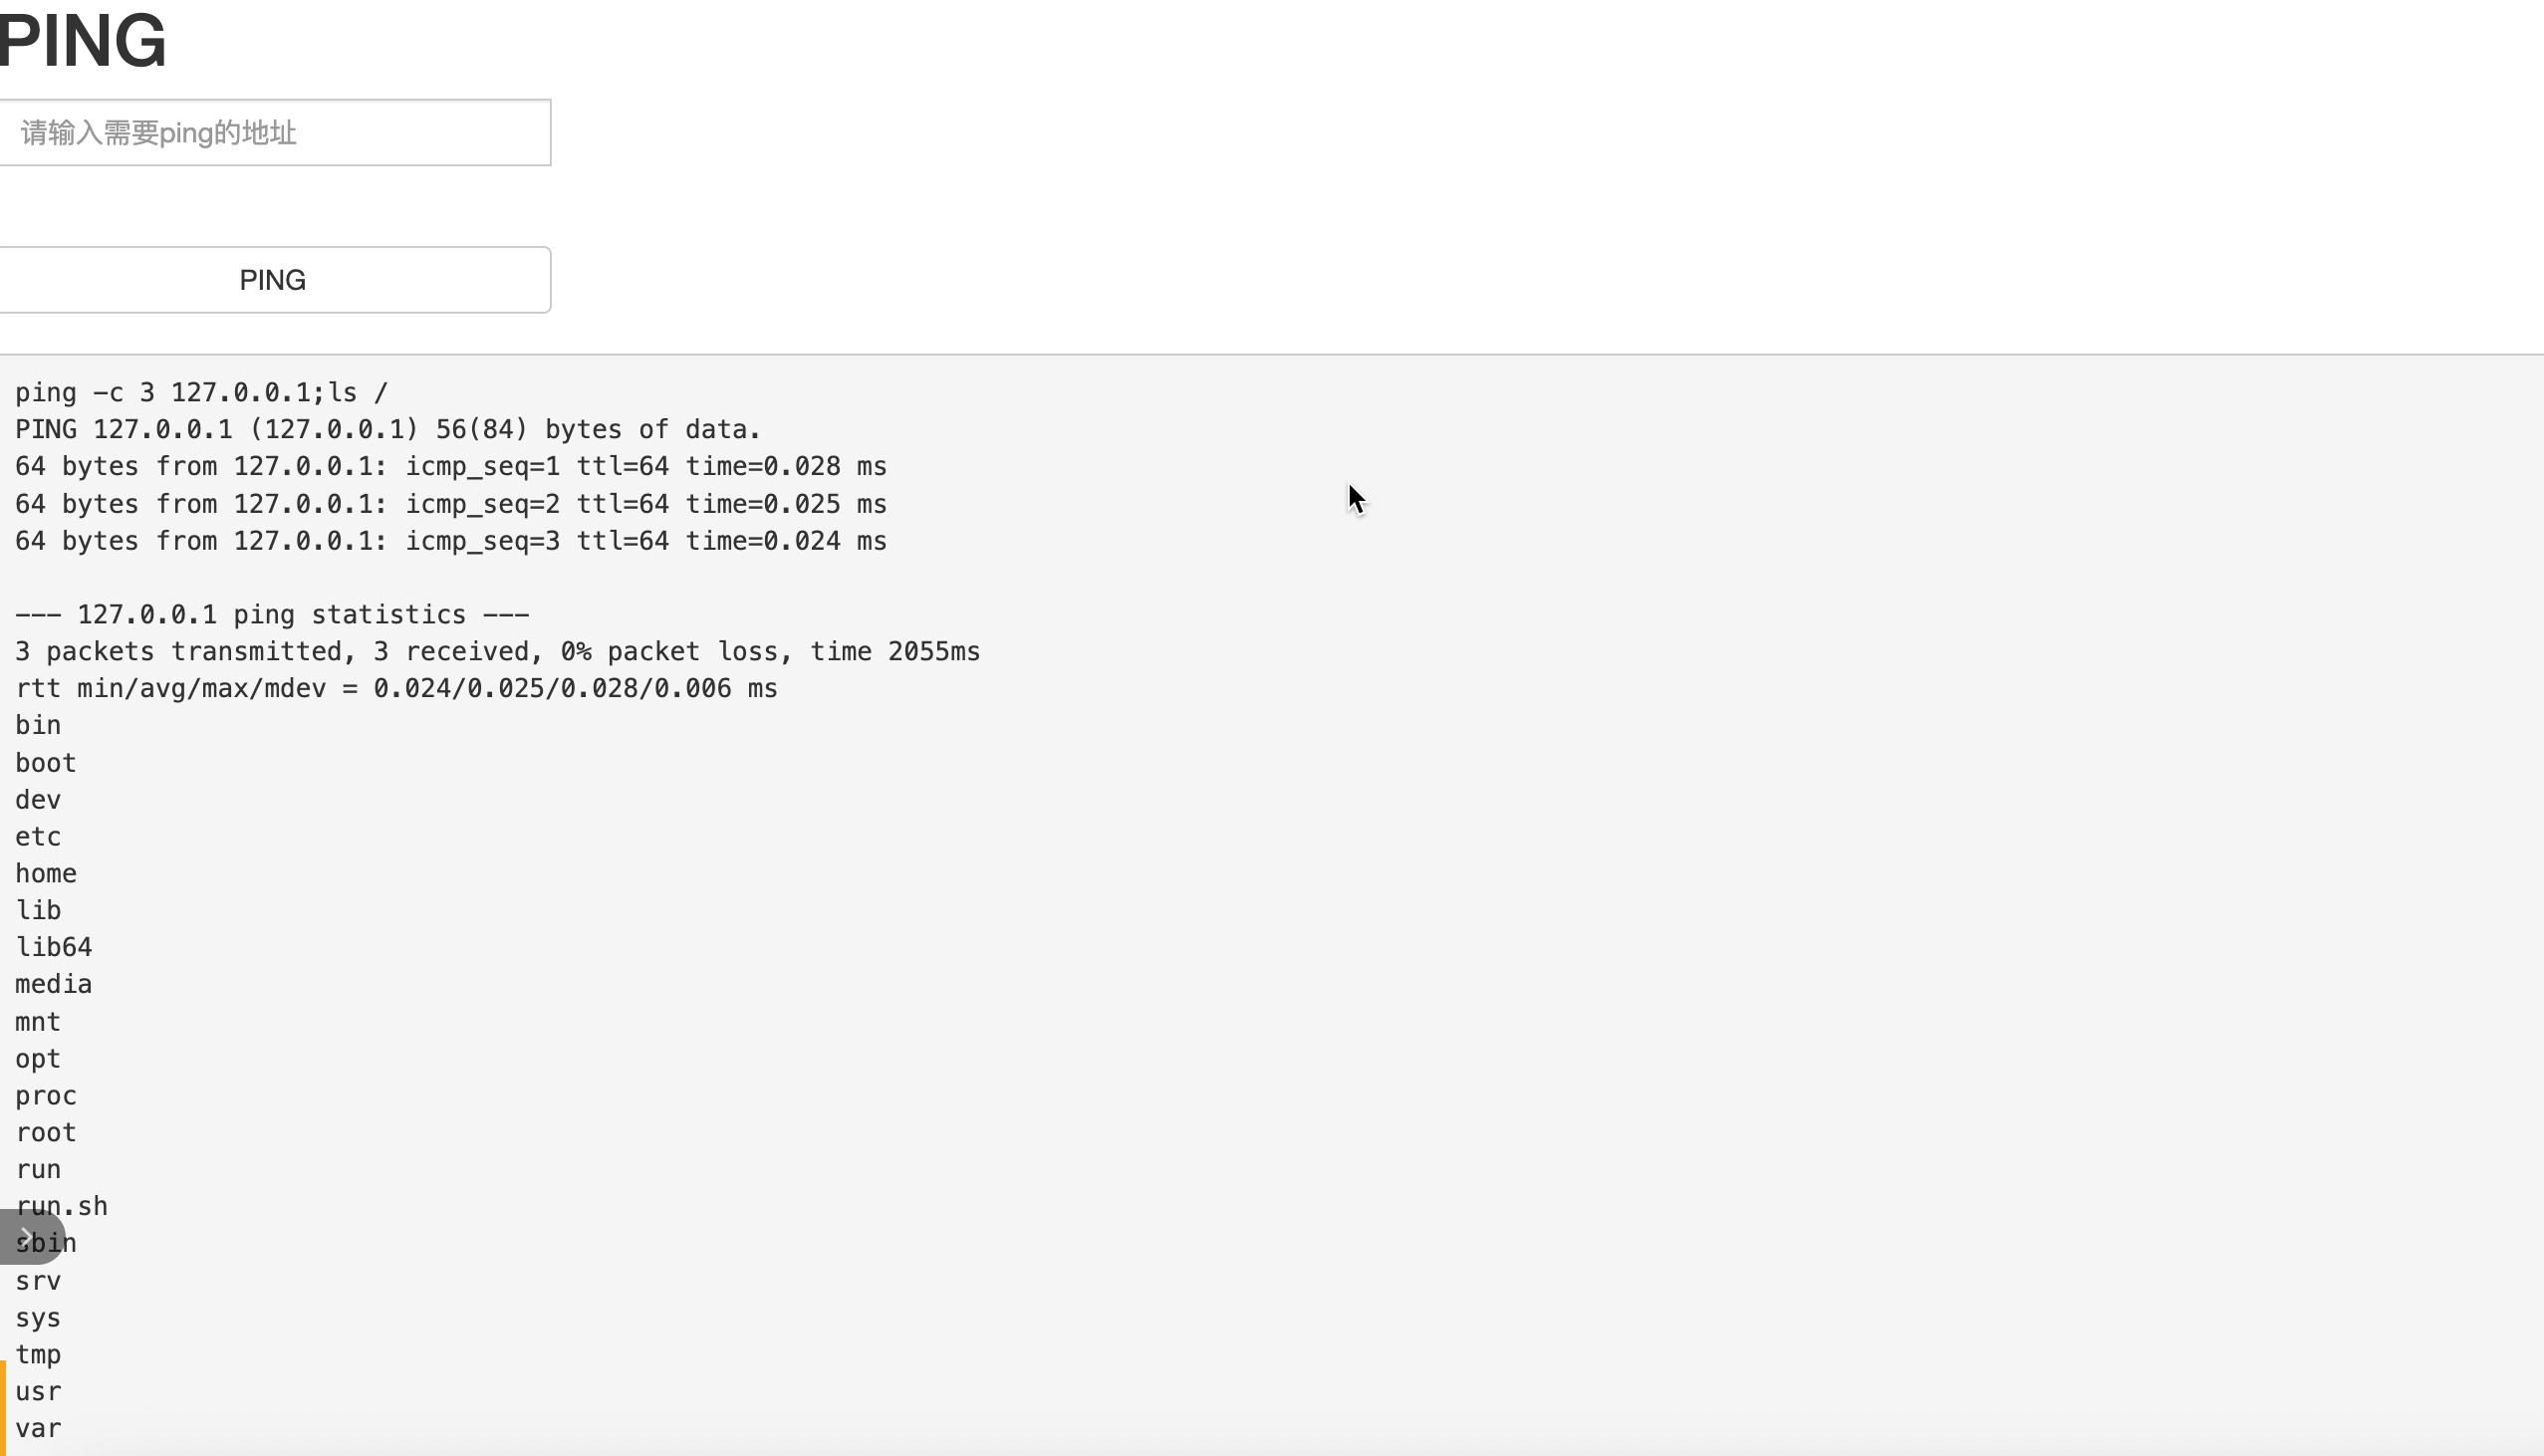 PING
请输入需要ping的地址
PING
ping -c 3 127.0.0.1;ls /
PING 127.0.0.1 (127.0.0.1) 56(84) bytes of data.
64 bytes from 127.0.0.1: icmp_seq=1 ttl=64 time=0.028 ms
64 bytes from 127.0.0.1: icmp_seq=2 ttl=64 time=0.025 ms
64 bytes from 127.0.0.1: icmp_seq=3 ttl=64 time=0.024 ms
--- 127.0.0.1 ping statistics ---
3 packets transmitted, 3 received, 0% packet loss, time 2055ms
rtt min/avg/max/mdev = 0.024/0.025/0.028/0.006 ms
bin
boot
dev
etc
home
lib
lib64
media
mnt
opt
proc
root
run
run.sh
sbin
srv
sys
tmp
usr
var